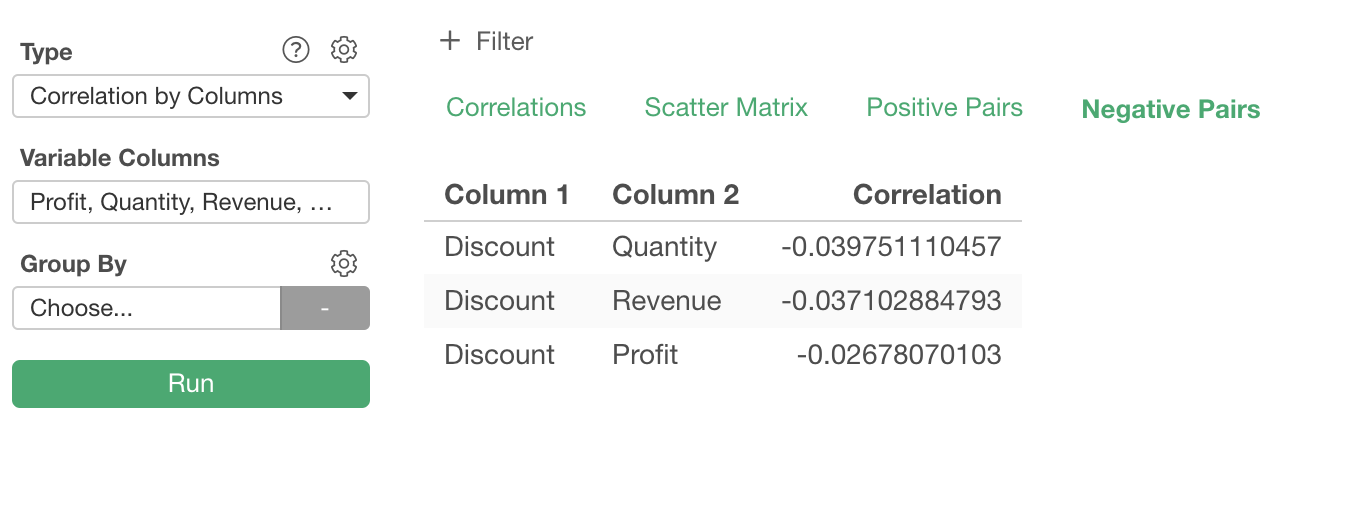 Type
Correlation by Columns
Variable Columns
Profit, Quantity, Revenue, ...
Group By
Choose... -
Run
+ Filter
Correlations Scatter Matrix Positive Pairs Negative Pairs
Column 1 Column 2 Correlation
Discount Quantity -0.039751110457
Discount Revenue -0.037102884793
Discount Profit -0.02678070103